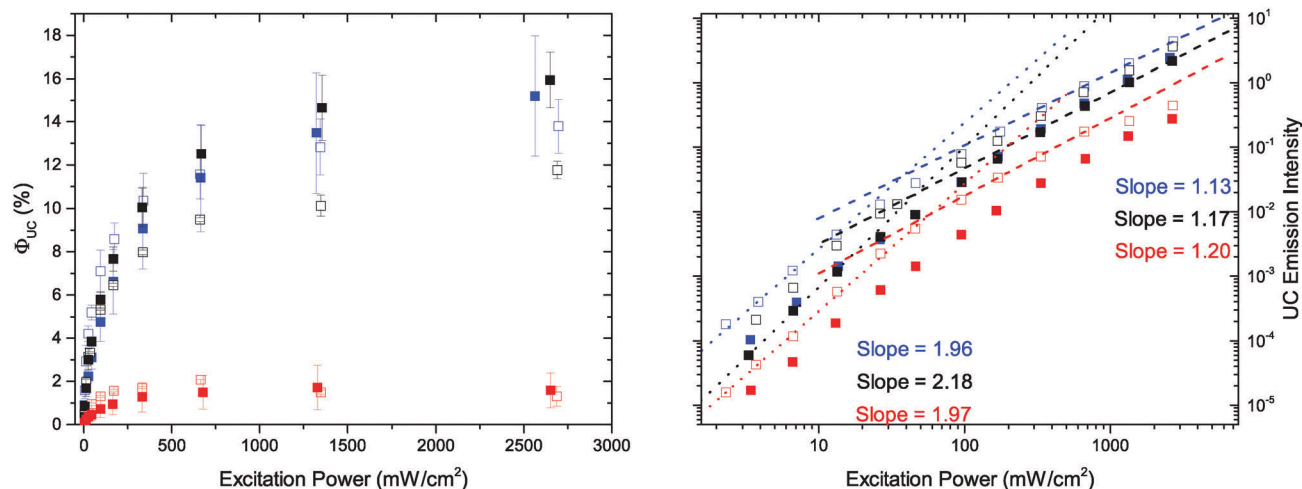 Φ_UC (%)
18
16
14
12
10
8
6
4
2
0
0 500 1000 1500 2000 2500 3000
Excitation Power (mW/cm²)
Slope = 1.13
Slope = 1.17
Slope = 1.20
Slope = 1.96
Slope = 2.18
Slope = 1.97
10 100 1000
Excitation Power (mW/cm²)
10¹
10⁰
10⁻¹
10⁻²
10⁻³
10⁻⁴
10⁻⁵
UC Emission Intensity